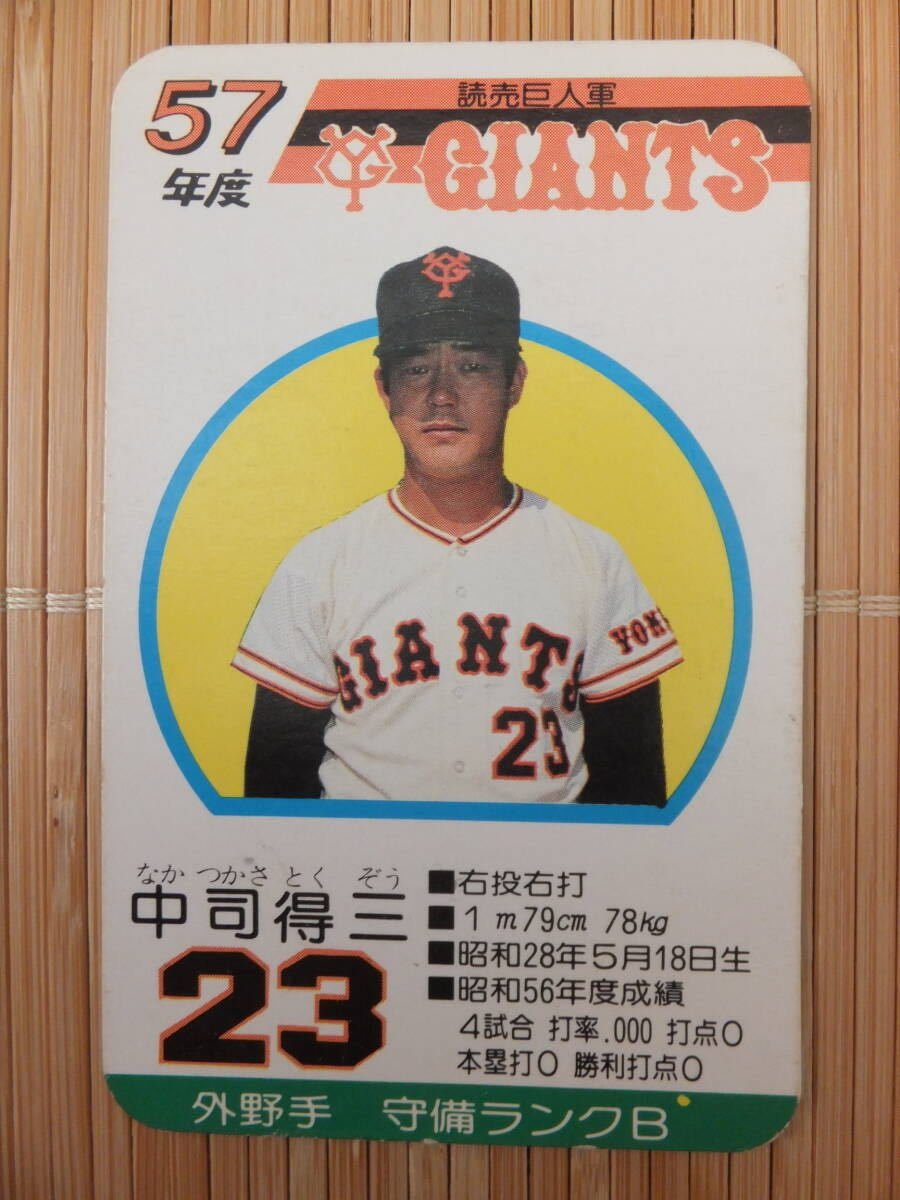 57
年度
読売巨人軍
YG GIANTS
YG
GIANTS
YOMI
23
なか つかさ とく ぞう
中司得三
23
■右投右打
■1m79cm 78kg
■昭和28年5月18日生
■昭和56年度成績
4試合 打率.000 打点0
本塁打0 勝利打点0
外野手 守備ランクB